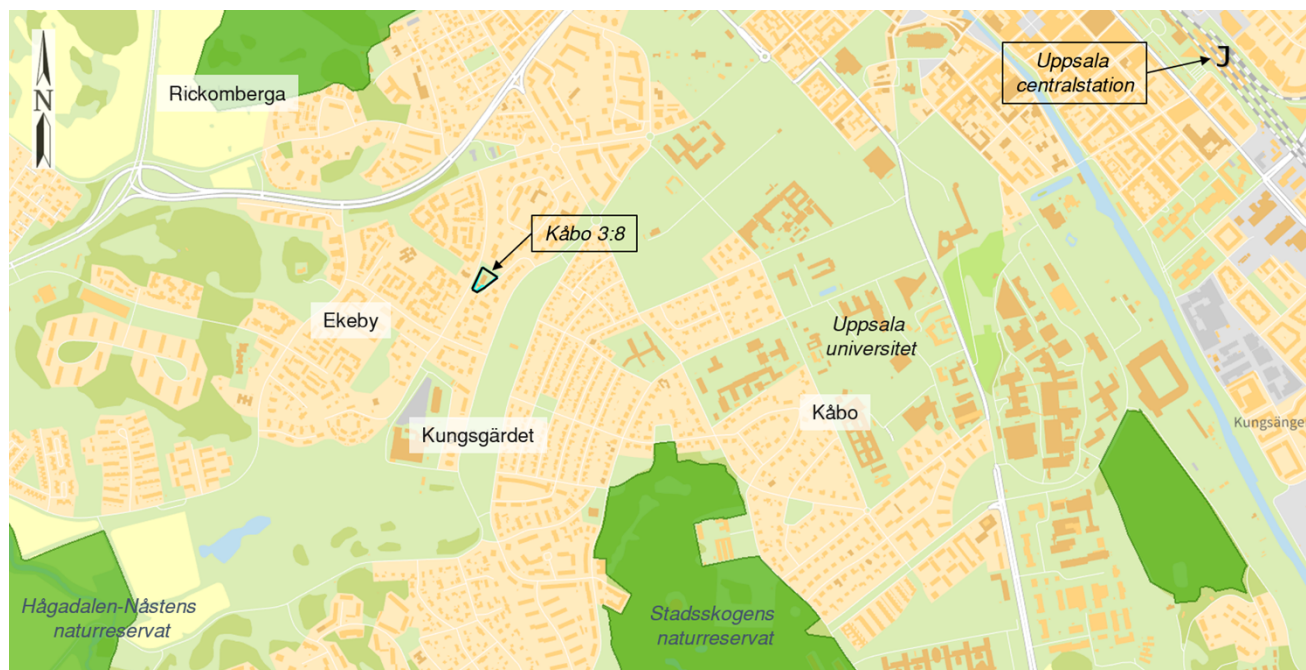 Uppsala
centralstation
Rickomberga
N
Kåbo 3:8
Ekeby
Uppsala
universitet
Kåbo
Kungsgärdet
Kungsänge
Hågadalen-Nåstens
naturreservat
Stadsskogens
naturreservat